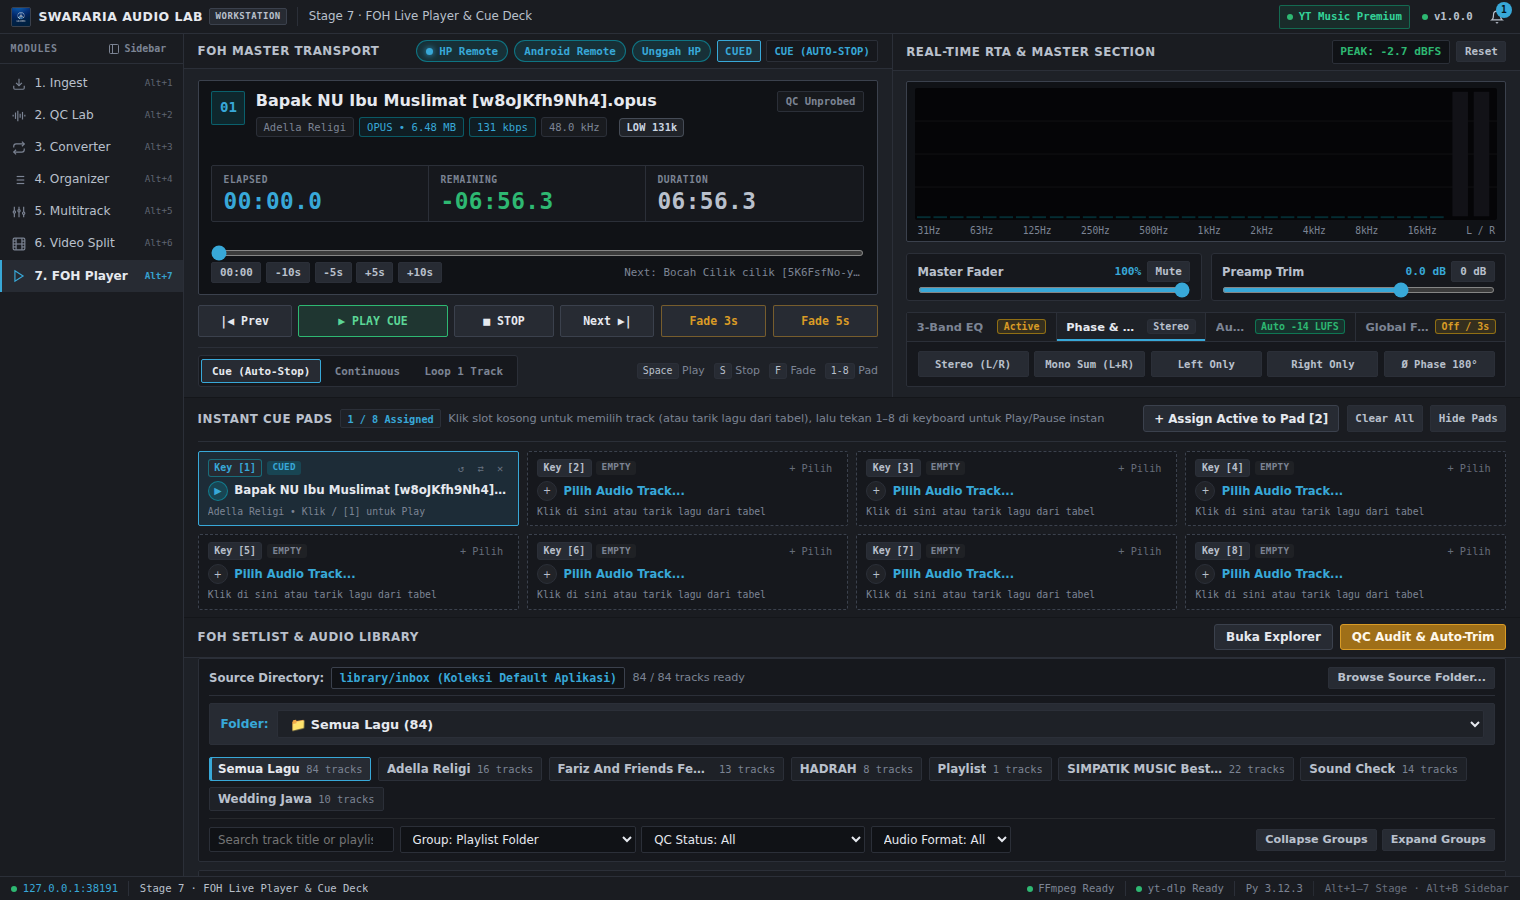 SWARARIA AUDIO LAB WORKSTATION Stage 7 · FOH Live Player & Cue Deck YT Music Premium v1.0.0 1
MODULES Sidebar
1. Ingest Alt+1
2. QC Lab Alt+2
3. Converter Alt+3
4. Organizer Alt+4
5. Multitrack Alt+5
6. Video Split Alt+6
7. FOH Player Alt+7
FOH MASTER TRANSPORT HP Remote Android Remote Unggah HP CUED CUE (AUTO-STOP)
01 Bapak NU Ibu Muslimat [w8oJKfh9Nh4].opus QC Unprobed
Adella Religi OPUS • 6.48 MB 131 kbps 48.0 kHz LOW 131k
ELAPSED REMAINING DURATION
00:00.0 -06:56.3 06:56.3
00:00 -10s -5s +5s +10s Next: Bocah Cilik cilik [5K6FsfNo-y…
|◀ Prev ▶ PLAY CUE ■ STOP Next ▶| Fade 3s Fade 5s
Cue (Auto-Stop) Continuous Loop 1 Track Space Play S Stop F Fade 1-8 Pad
REAL-TIME RTA & MASTER SECTION PEAK: -2.7 dBFS Reset
31Hz 63Hz 125Hz 250Hz 500Hz 1kHz 2kHz 4kHz 8kHz 16kHz L / R
Master Fader 100% Mute Preamp Trim 0.0 dB 0 dB
3-Band EQ Active Phase & … Stereo Au… Auto -14 LUFS Global F… Off / 3s
Stereo (L/R) Mono Sum (L+R) Left Only Right Only Ø Phase 180°
INSTANT CUE PADS 1 / 8 Assigned Klik slot kosong untuk memilih track (atau tarik lagu dari tabel), lalu tekan 1–8 di keyboard untuk Play/Pause instan + Assign Active to Pad [2] Clear All Hide Pads
Key [1] CUED ↺ ⇄ ✕ Key [2] EMPTY + Pilih Key [3] EMPTY + Pilih Key [4] EMPTY + Pilih
▶ Bapak NU Ibu Muslimat [w8oJKfh9Nh4]… + Pilih Audio Track... + Pilih Audio Track... + Pilih Audio Track...
Adella Religi • Klik / [1] untuk Play Klik di sini atau tarik lagu dari tabel Klik di sini atau tarik lagu dari tabel Klik di sini atau tarik lagu dari tabel
Key [5] EMPTY + Pilih Key [6] EMPTY + Pilih Key [7] EMPTY + Pilih Key [8] EMPTY + Pilih
+ Pilih Audio Track... + Pilih Audio Track... + Pilih Audio Track... + Pilih Audio Track...
Klik di sini atau tarik lagu dari tabel Klik di sini atau tarik lagu dari tabel Klik di sini atau tarik lagu dari tabel Klik di sini atau tarik lagu dari tabel
FOH SETLIST & AUDIO LIBRARY Buka Explorer QC Audit & Auto-Trim
Source Directory: library/inbox (Koleksi Default Aplikasi) 84 / 84 tracks ready Browse Source Folder...
Folder: 📁 Semua Lagu (84)
Semua Lagu 84 tracks Adella Religi 16 tracks Fariz And Friends Fe… 13 tracks HADRAH 8 tracks Playlist 1 tracks SIMPATIK MUSIC Best… 22 tracks Sound Check 14 tracks
Wedding Jawa 10 tracks
Search track title or playlis Group: Playlist Folder QC Status: All Audio Format: All Collapse Groups Expand Groups
127.0.0.1:38191 Stage 7 · FOH Live Player & Cue Deck FFmpeg Ready yt-dlp Ready Py 3.12.3 Alt+1–7 Stage · Alt+B Sidebar